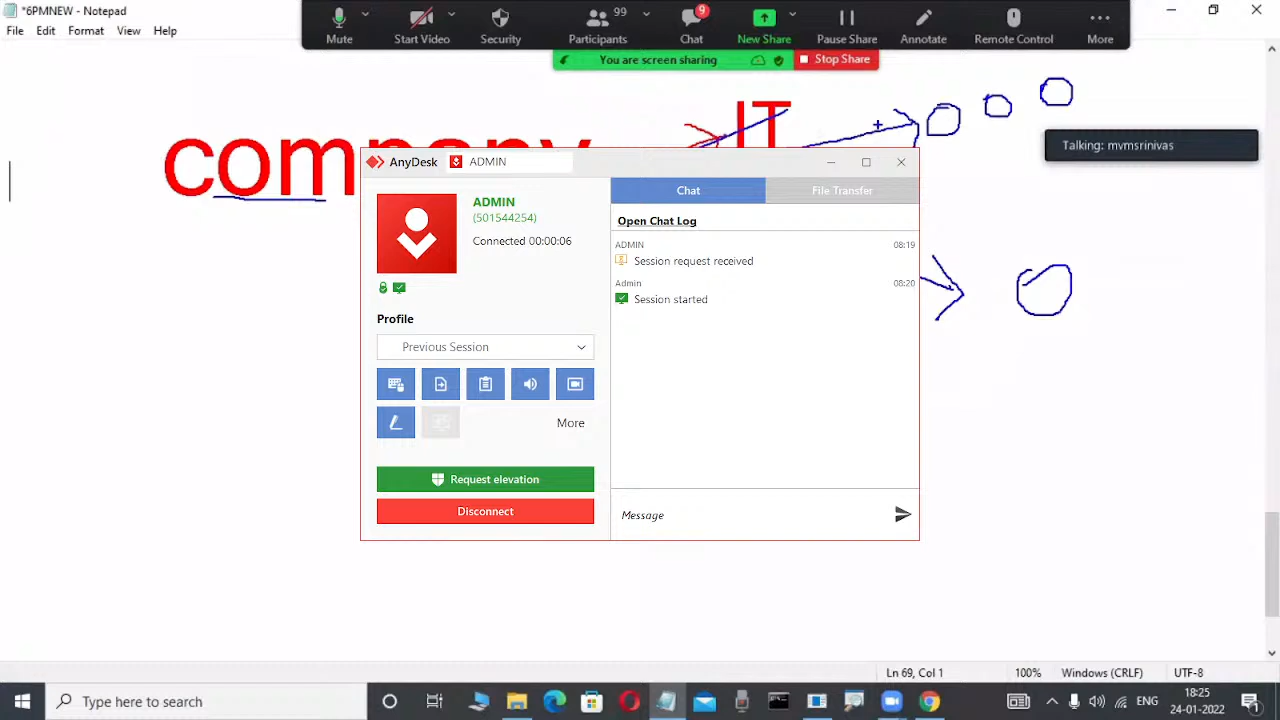 *6PMNEW - Notepad
File Edit Format View Help
Mute Start Video Security Participants 99 Chat 9 New Share Pause Share Annotate Remote Control More
You are screen sharing Stop Share
Talking: mvmsrinivas
company IT
AnyDesk ADMIN
ADMIN
(501544254)
Connected 00:00:06
Profile
Previous Session
More
Request elevation
Disconnect
Chat File Transfer
Open Chat Log
ADMIN 08:19
Session request received
Admin 08:20
Session started
Message
Ln 69, Col 1 100% Windows (CRLF) UTF-8
Type here to search
ENG
18:25
24-01-2022
1